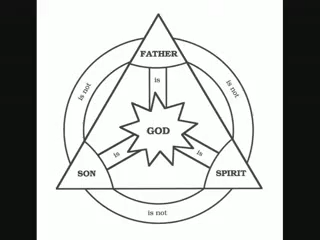 FATHER
is
is not
is not
GOD
is
is
SON
SPIRIT
is not